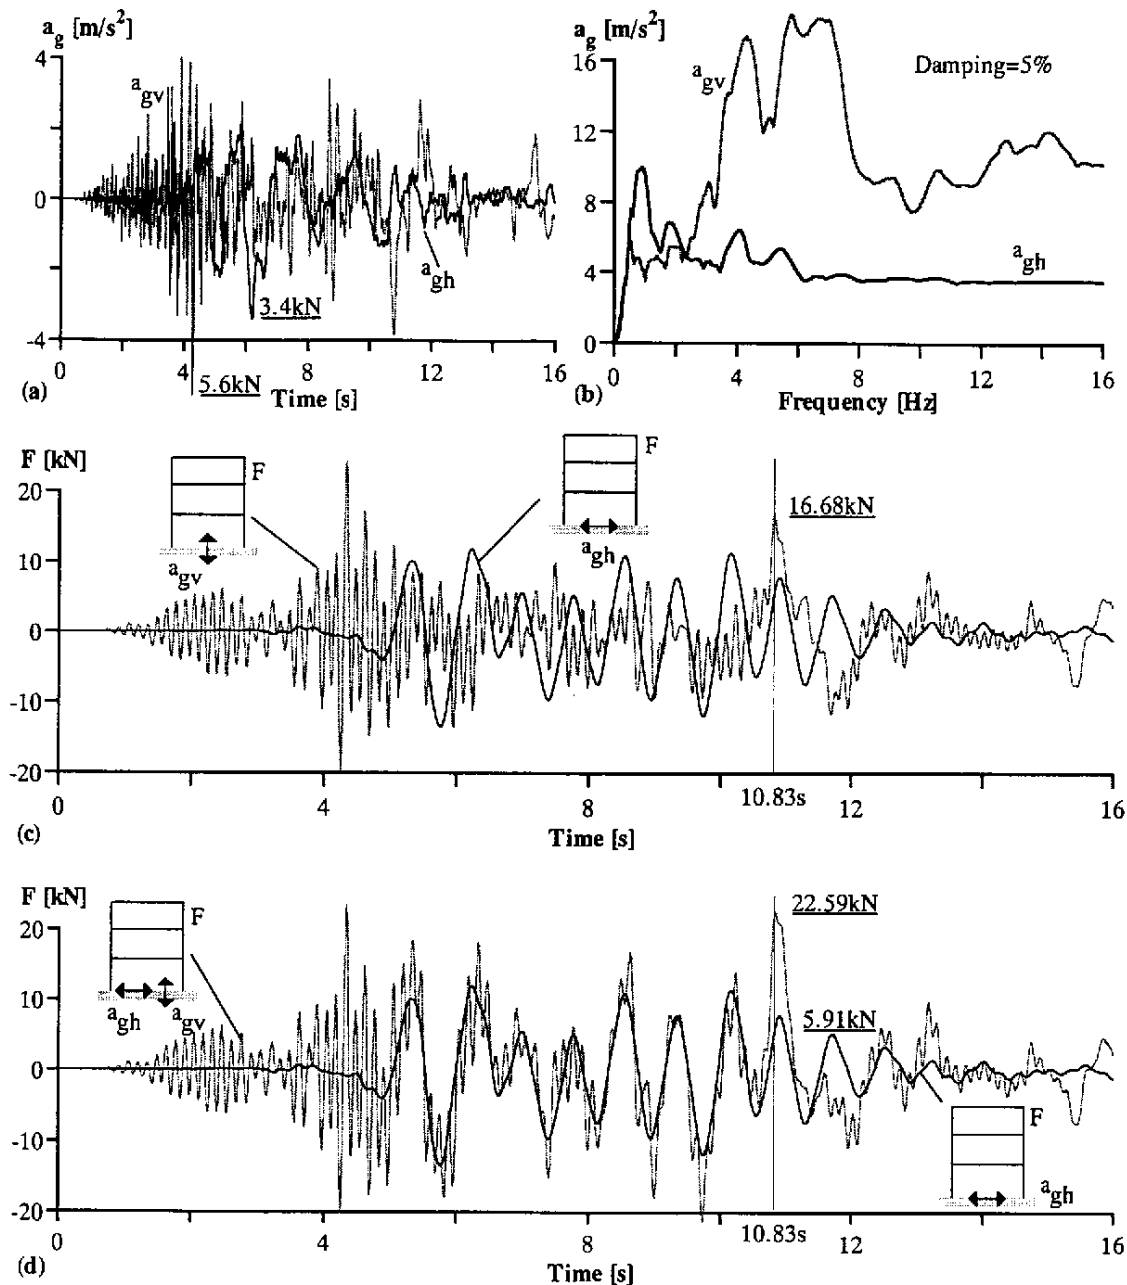 a_g [m/s²]
4
a_gv
2
0
-2
a_gh
3.4kN
-4
0
4
8
12
16
(a)
5.6kN
Time [s]
a_g [m/s²]
16
a_gv
Damping=5%
12
8
4
a_gh
0
0
4
8
12
16
(b)
Frequency [Hz]
F [kN]
F
F
20
16.68kN
10
a_gv
a_gh
0
-10
-20
0
4
8
10.83s
12
16
(c)
Time [s]
F [kN]
22.59kN
20
F
10
a_gh
a_gv
5.91kN
0
F
-10
a_gh
-20
0
4
8
10.83s
12
16
(d)
Time [s]